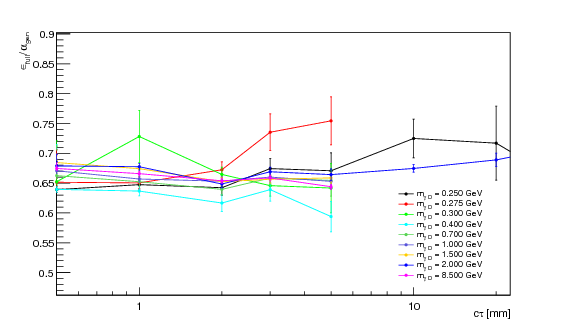 ε_full/α_gen
0.9
0.85
0.8
0.75
0.7
0.65
0.6
0.55
0.5
m_γD = 0.250 GeV
m_γD = 0.275 GeV
m_γD = 0.300 GeV
m_γD = 0.400 GeV
m_γD = 0.700 GeV
m_γD = 1.000 GeV
m_γD = 1.500 GeV
m_γD = 2.000 GeV
m_γD = 8.500 GeV
1
10
cτ [mm]